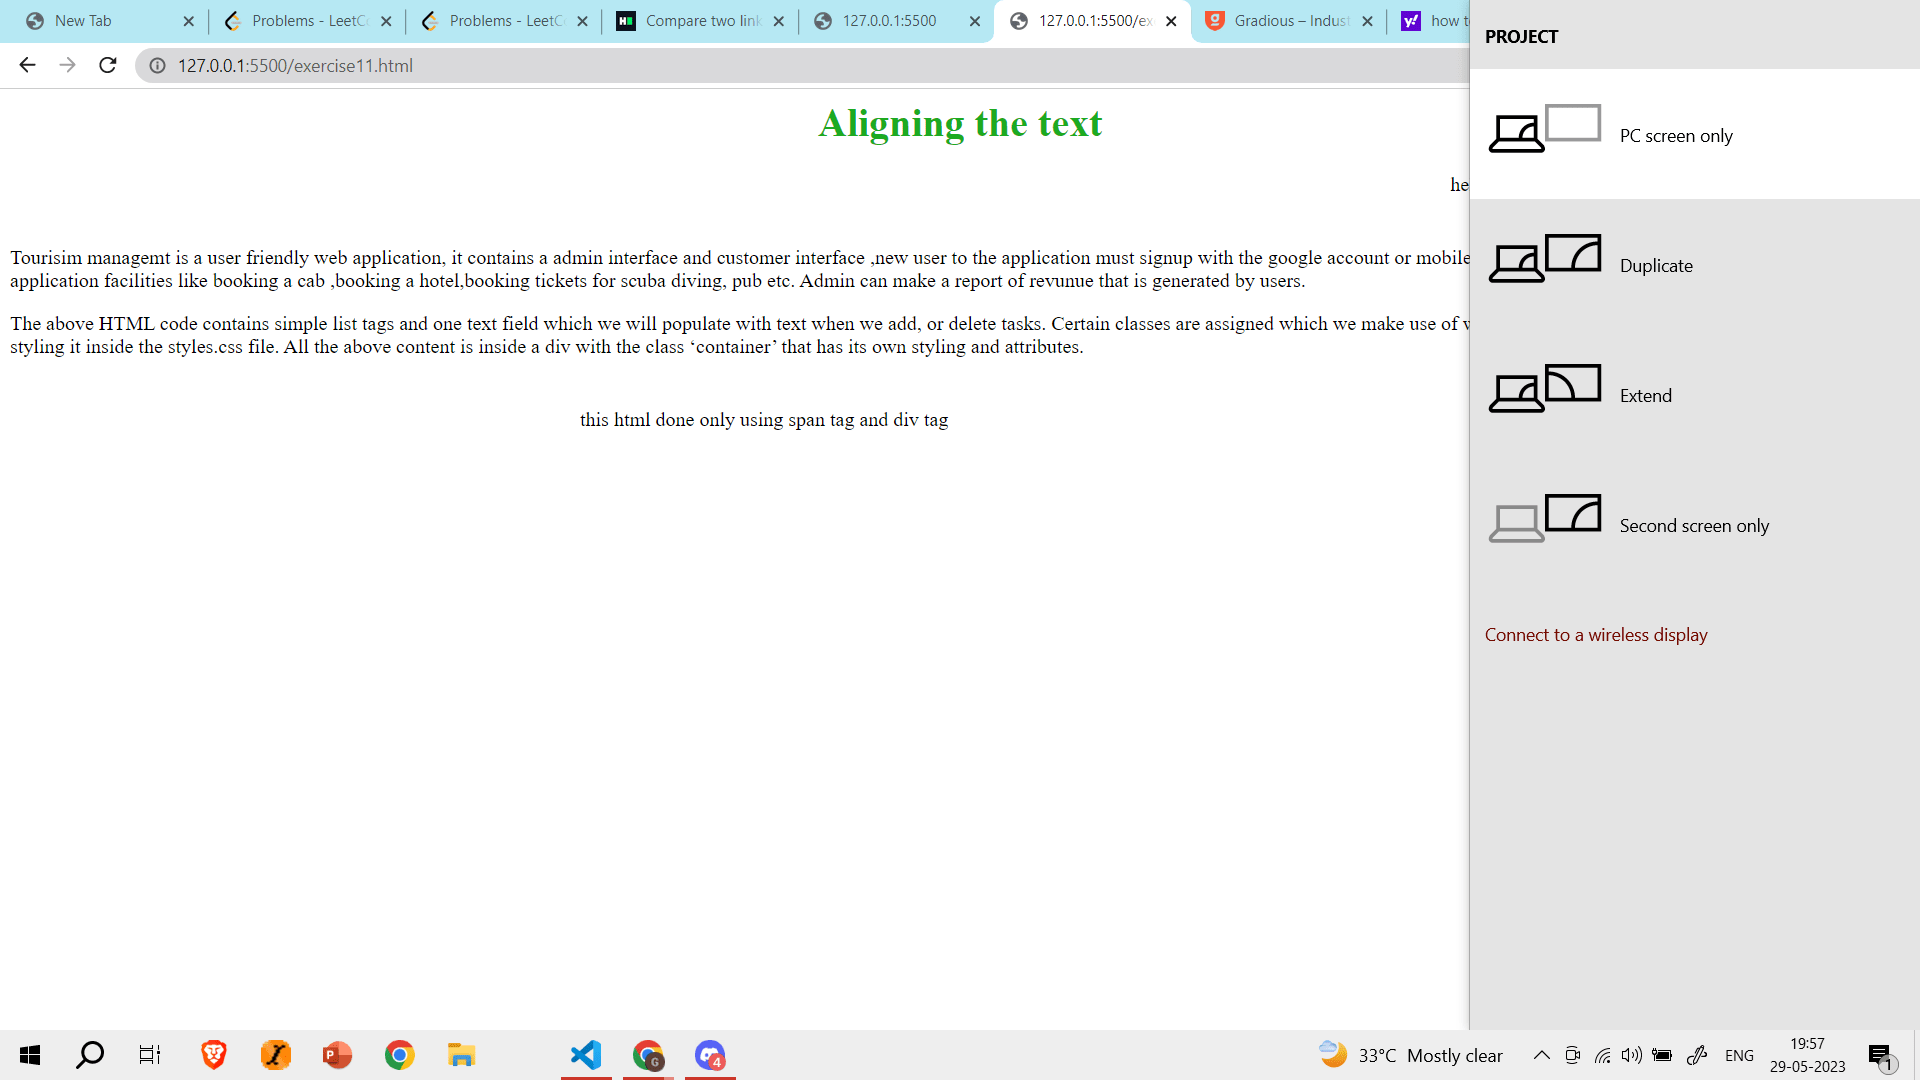 New Tab
Problems - LeetCo
Problems - LeetCo
Compare two link
127.0.0.1:5500
127.0.0.1:5500/exe
Gradious – Indust
how t
127.0.0.1:5500/exercise11.html
Aligning the text
he
Tourisim managemt is a user friendly web application, it contains a admin interface and customer interface ,new user to the application must signup with the google account or mobile
application facilities like booking a cab ,booking a hotel,booking tickets for scuba diving, pub etc. Admin can make a report of revunue that is generated by users.
The above HTML code contains simple list tags and one text field which we will populate with text when we add, or delete tasks. Certain classes are assigned which we make use of
styling it inside the styles.css file. All the above content is inside a div with the class ‘container’ that has its own styling and attributes.
this html done only using span tag and div tag
PROJECT
PC screen only
Duplicate
Extend
Second screen only
Connect to a wireless display
33°C Mostly clear
ENG
19:57
29-05-2023
1
4
G
P